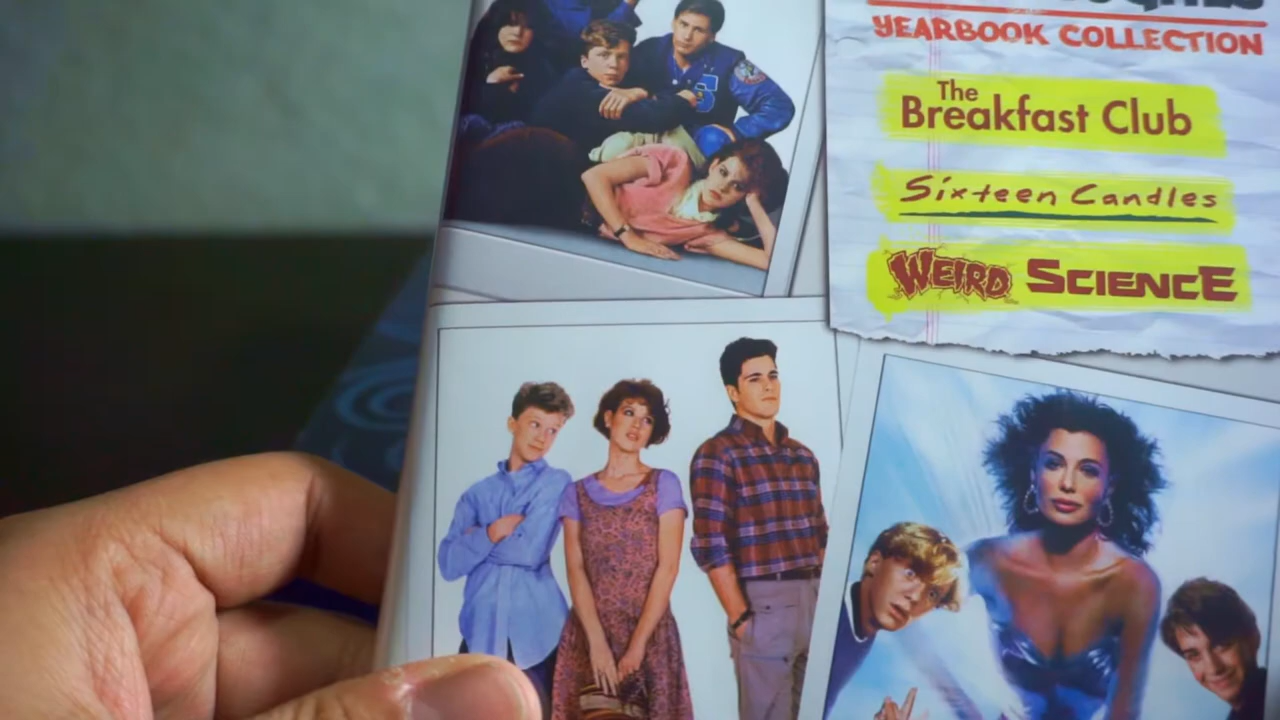 YEARBOOK COLLECTION
The
Breakfast Club
Sixteen Candles
WEIRD SCIENCE
S